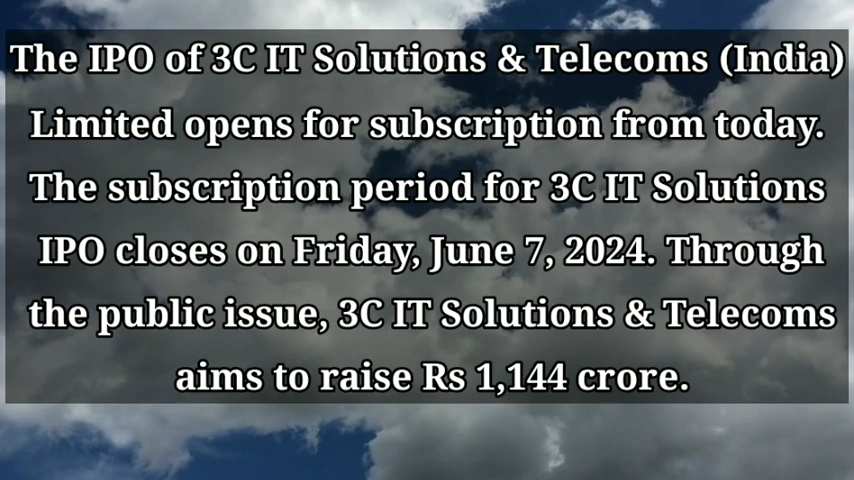 The IPO of 3C IT Solutions & Telecoms (India)
Limited opens for subscription from today.
The subscription period for 3C IT Solutions
IPO closes on Friday, June 7, 2024. Through
the public issue, 3C IT Solutions & Telecoms
aims to raise Rs 1,144 crore.